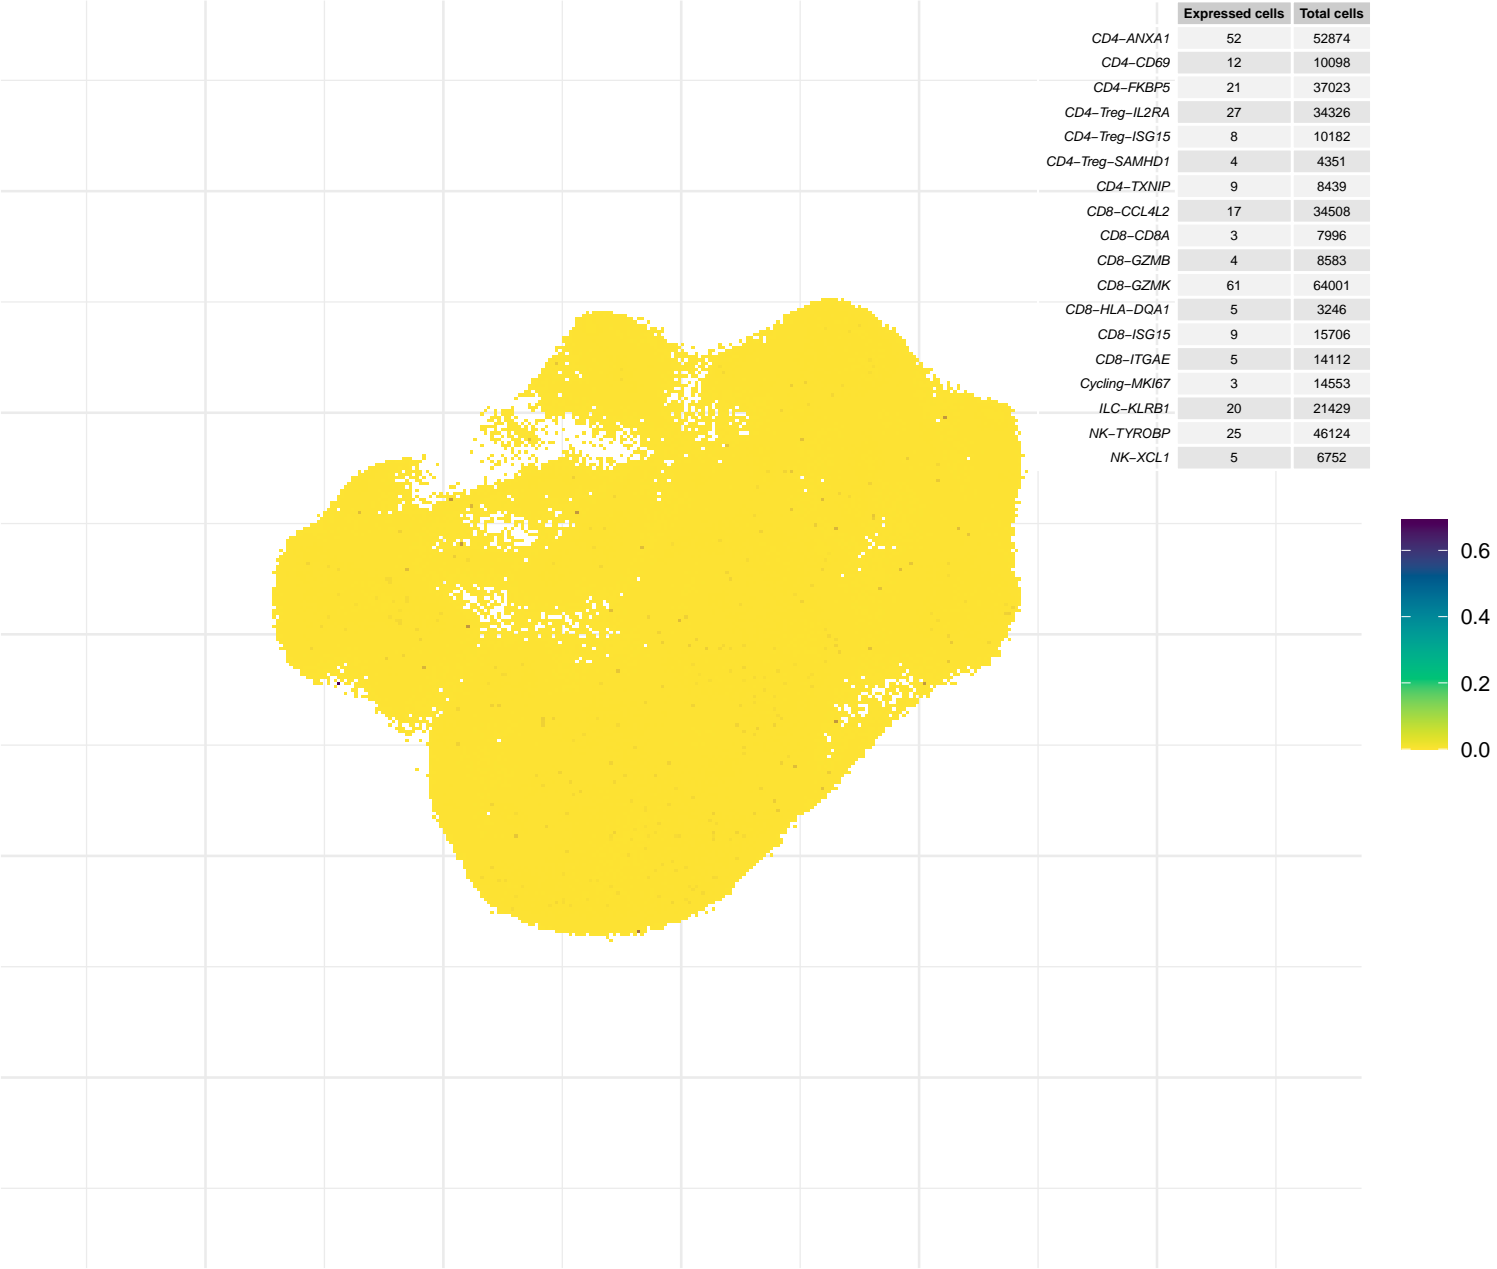 Expressed cells Total cells
CD4−ANXA1 52 52874
CD4−CD69 12 10098
CD4−FKBP5 21 37023
CD4−Treg−IL2RA 27 34326
CD4−Treg−ISG15 8 10182
CD4−Treg−SAMHD1 4 4351
CD4−TXNIP 9 8439
CD8−CCL4L2 17 34508
CD8−CD8A 3 7996
CD8−GZMB 4 8583
CD8−GZMK 61 64001
CD8−HLA−DQA1 5 3246
CD8−ISG15 9 15706
CD8−ITGAE 5 14112
Cycling−MKI67 3 14553
ILC−KLRB1 20 21429
NK−TYROBP 25 46124
NK−XCL1 5 6752
0.6
0.4
0.2
0.0